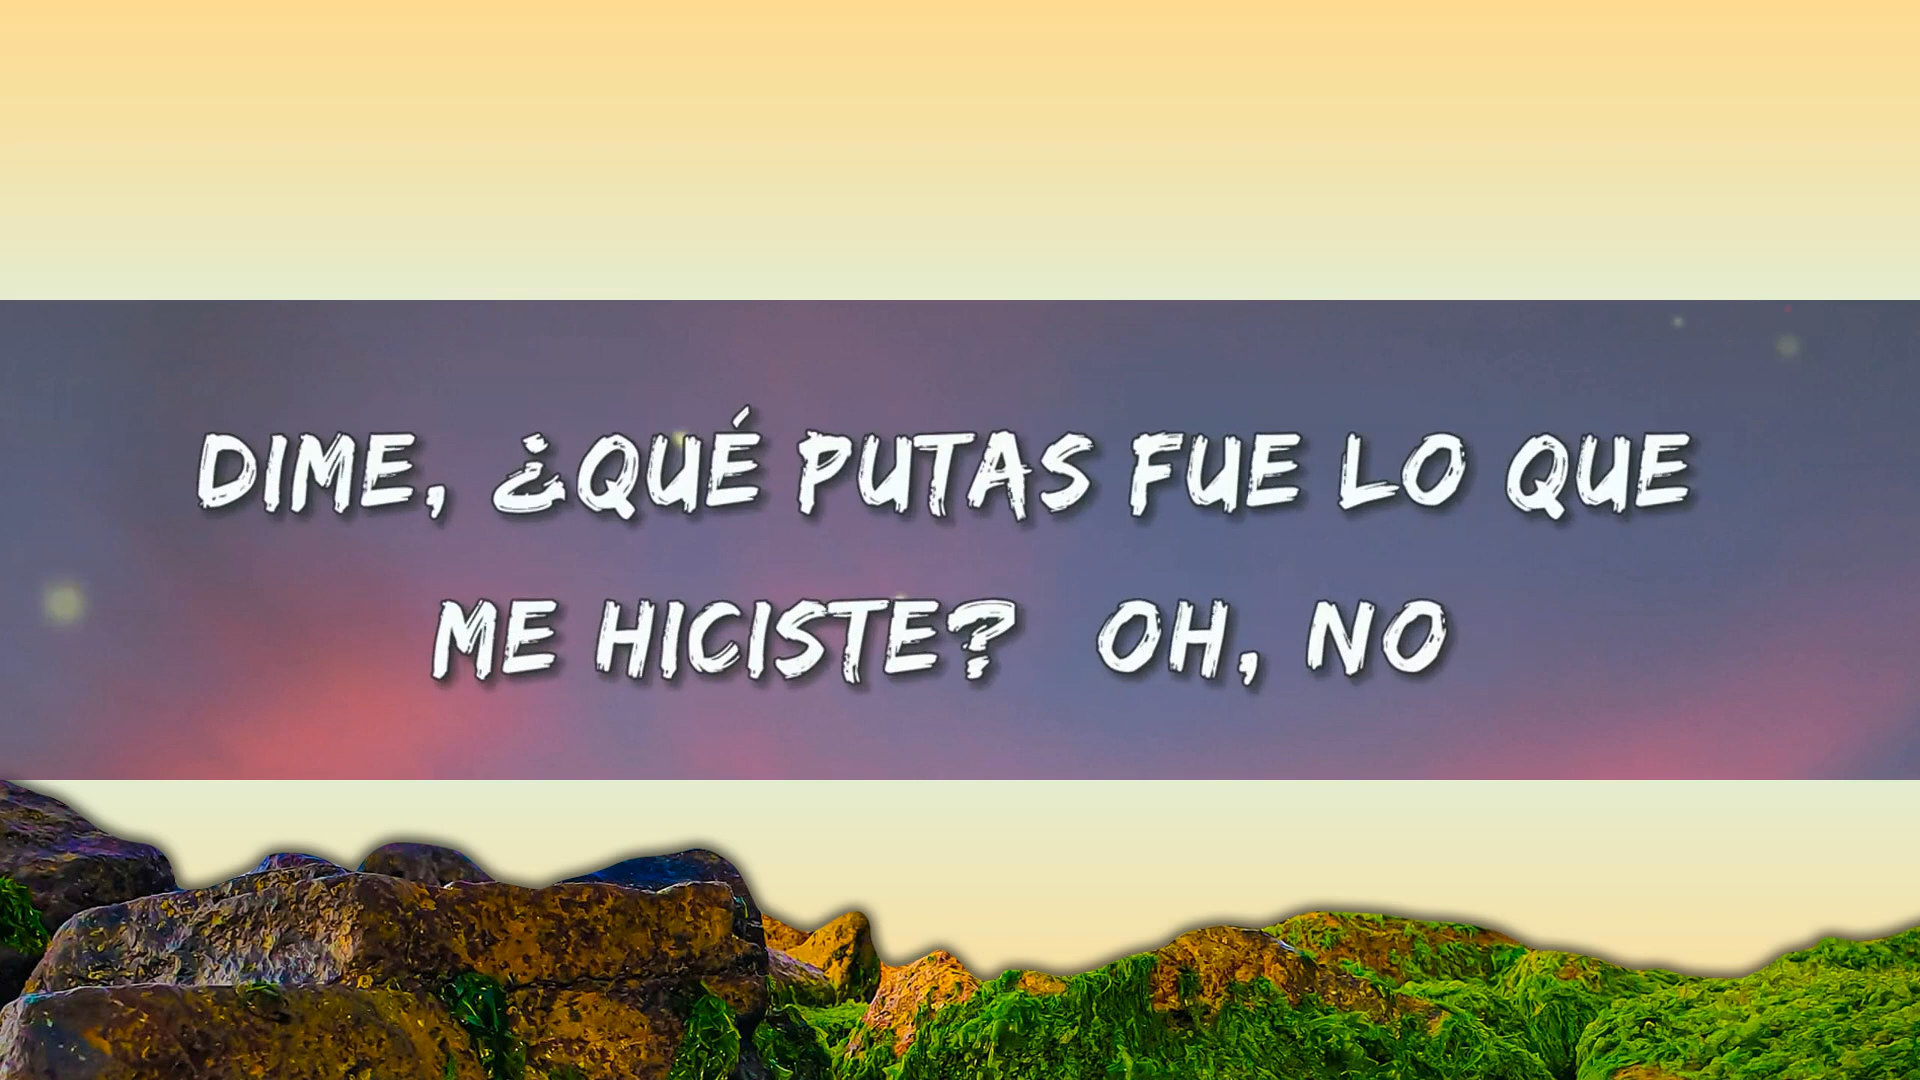 DIME, ¿QUÉ PUTAS FUE LO QUE
ME HICISTE? OH, NO